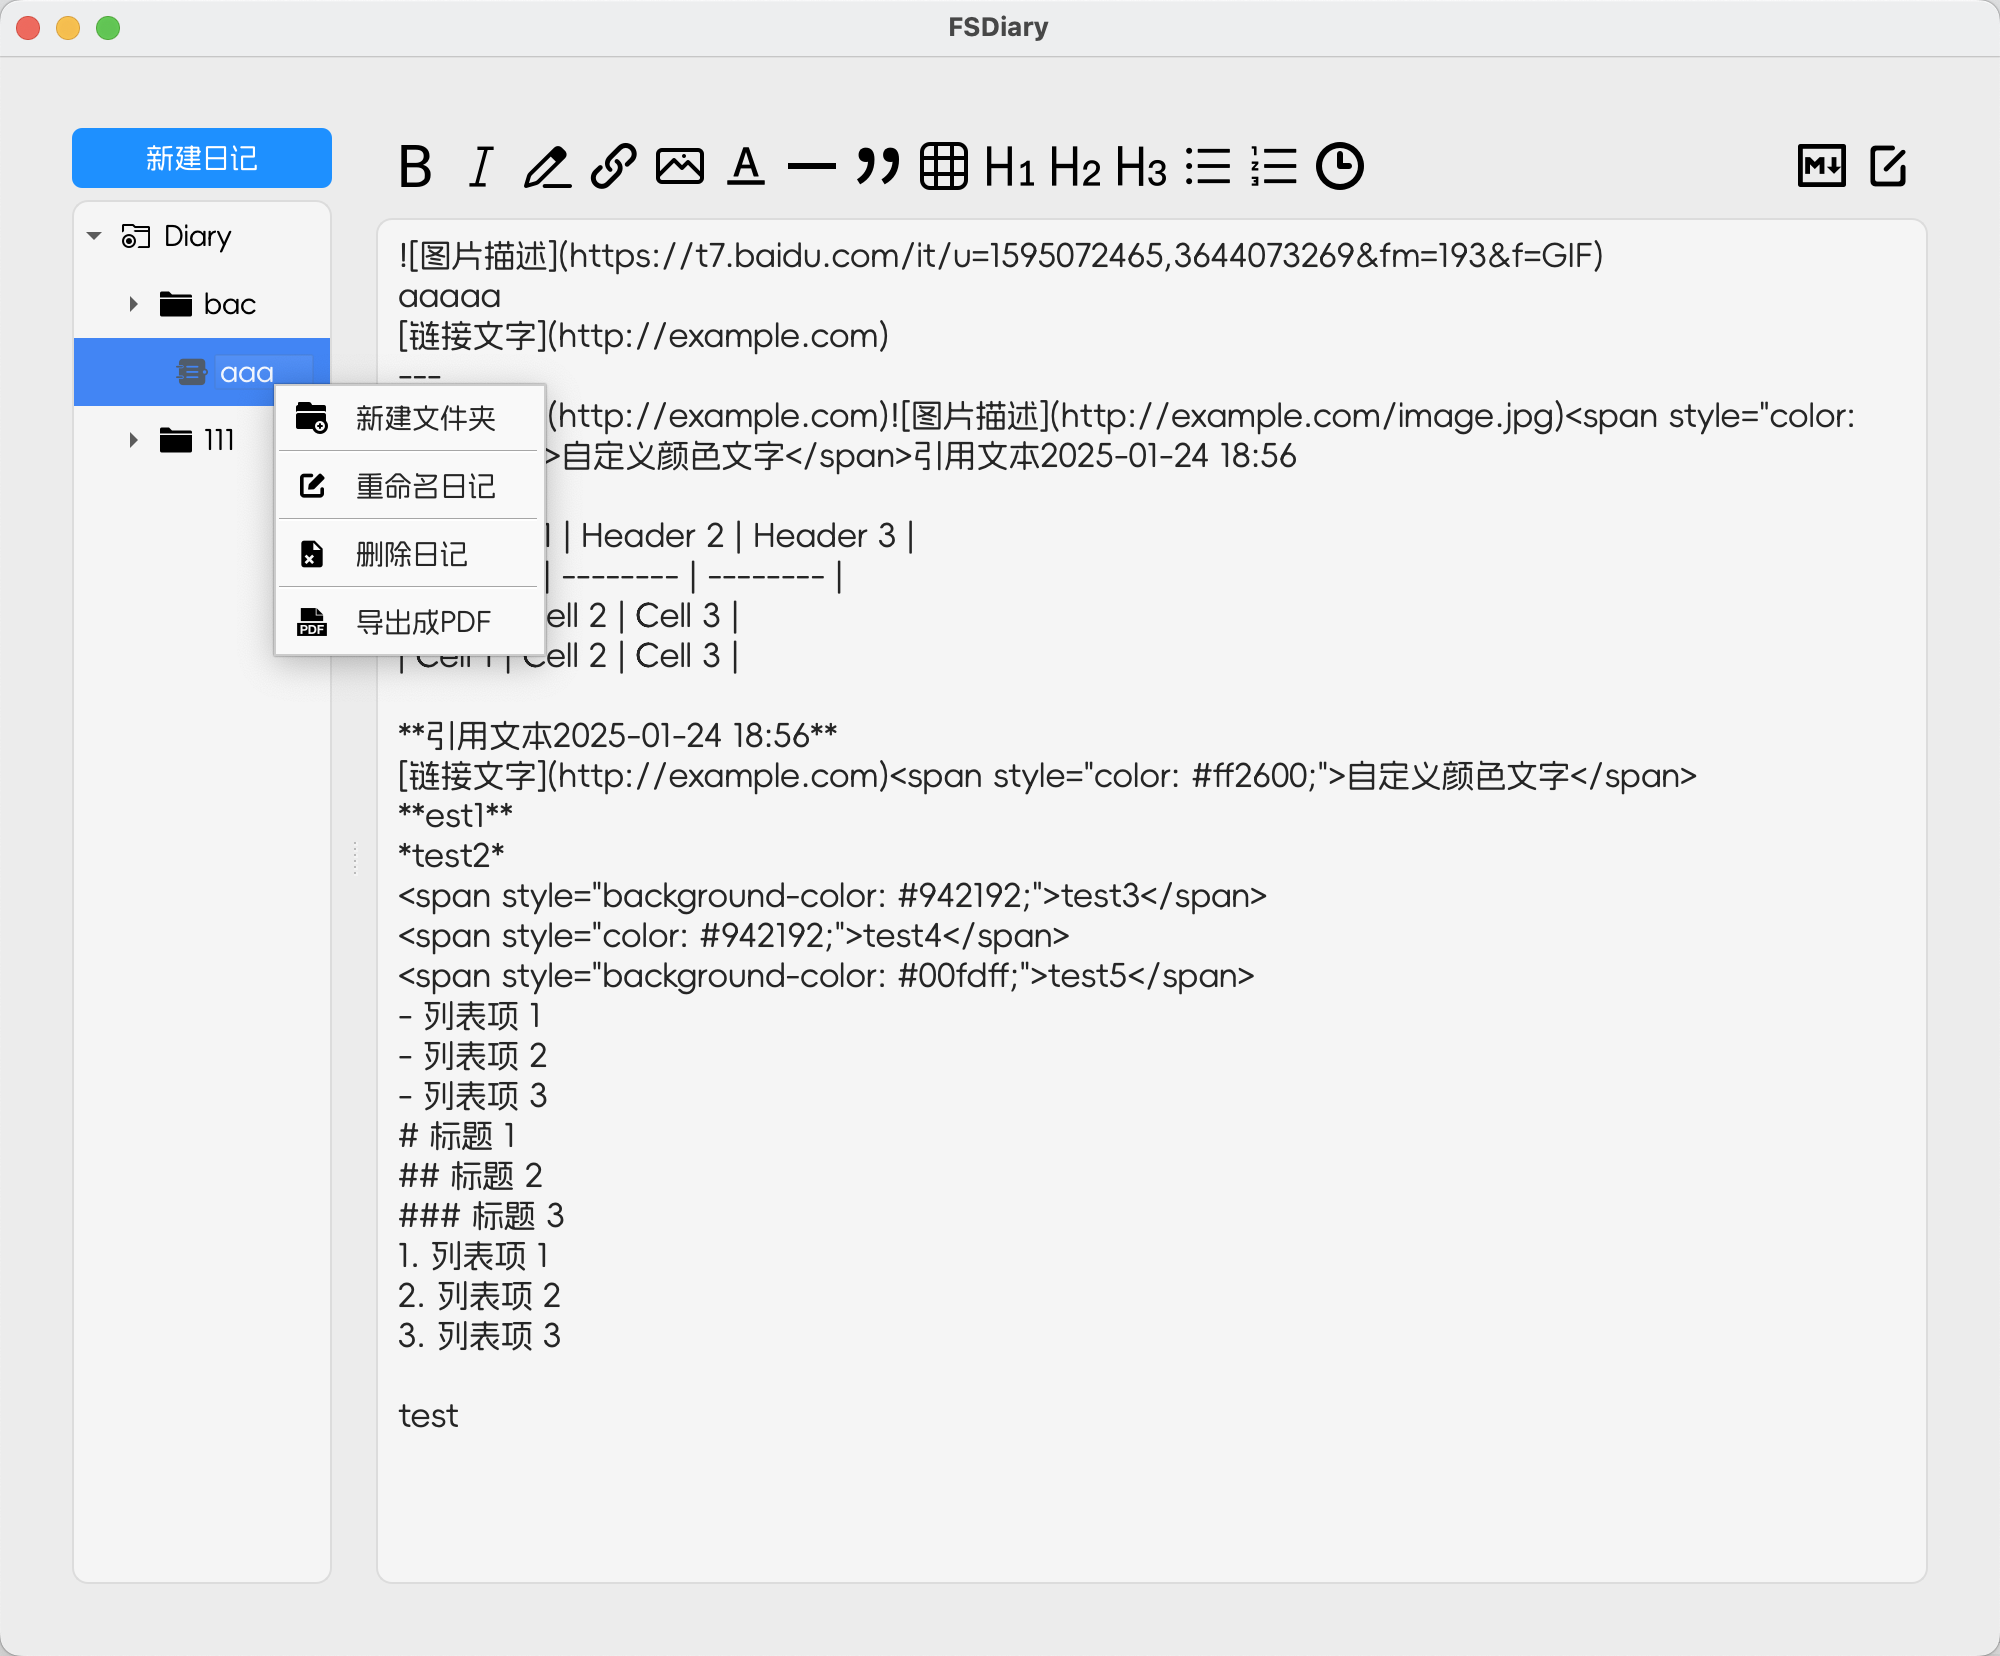 FSDiary
新建日记
B I A H1 H2 H3
Diary
bac
aaa
111
新建文件夹
重命名日记
删除日记
导出成PDF
![图片描述](https://t7.baidu.com/it/u=1595072465,3644073269&fm=193&f=GIF)
aaaaa
[链接文字](http://example.com)
---
(http://example.com)![图片描述](http://example.com/image.jpg)<span style="color:
>自定义颜色文字</span>引用文本2025-01-24 18:56
1 | Header 2 | Header 3 |
| -------- | -------- |
ell 2 | Cell 3 |
| Cell 1 | Cell 2 | Cell 3 |
**引用文本2025-01-24 18:56**
[链接文字](http://example.com)<span style="color: #ff2600;">自定义颜色文字</span>
**est1**
*test2*
<span style="background-color: #942192;">test3</span>
<span style="color: #942192;">test4</span>
<span style="background-color: #00fdff;">test5</span>
- 列表项 1
- 列表项 2
- 列表项 3
# 标题 1
## 标题 2
### 标题 3
1. 列表项 1
2. 列表项 2
3. 列表项 3
test